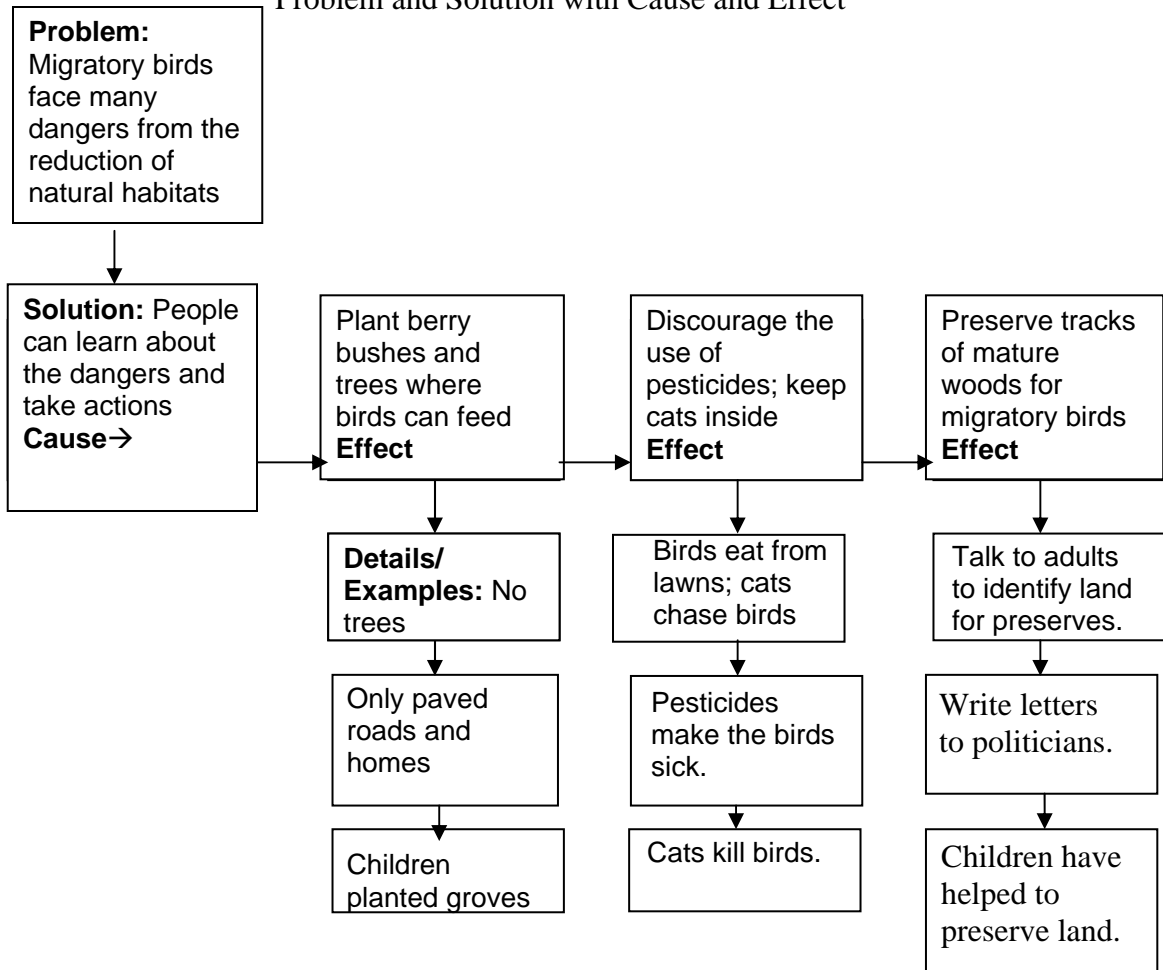 Problem and Solution with Cause and Effect
Problem:
Migratory birds
face many
dangers from the
reduction of
natural habitats
Solution: People
can learn about
the dangers and
take actions
Cause→
Plant berry
bushes and
trees where
birds can feed
Effect
Discourage the
use of
pesticides; keep
cats inside
Effect
Preserve tracks
of mature
woods for
migratory birds
Effect
Details/
Examples: No
trees
Birds eat from
lawns; cats
chase birds
Talk to adults
to identify land
for preserves.
Only paved
roads and
homes
Pesticides
make the birds
sick.
Write letters
to politicians.
Children
planted groves
Cats kill birds.
Children have
helped to
preserve land.